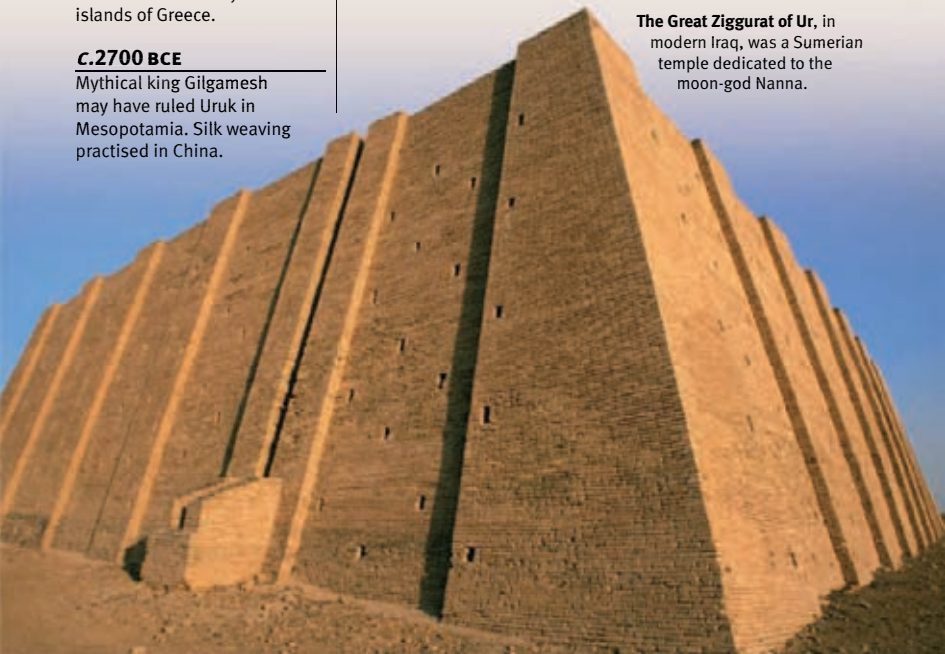 islands of Greece.
c.2700 BCE
Mythical king Gilgamesh
may have ruled Uruk in
Mesopotamia. Silk weaving
practised in China.
The Great Ziggurat of Ur, in
modern Iraq, was a Sumerian
temple dedicated to the
moon-god Nanna.